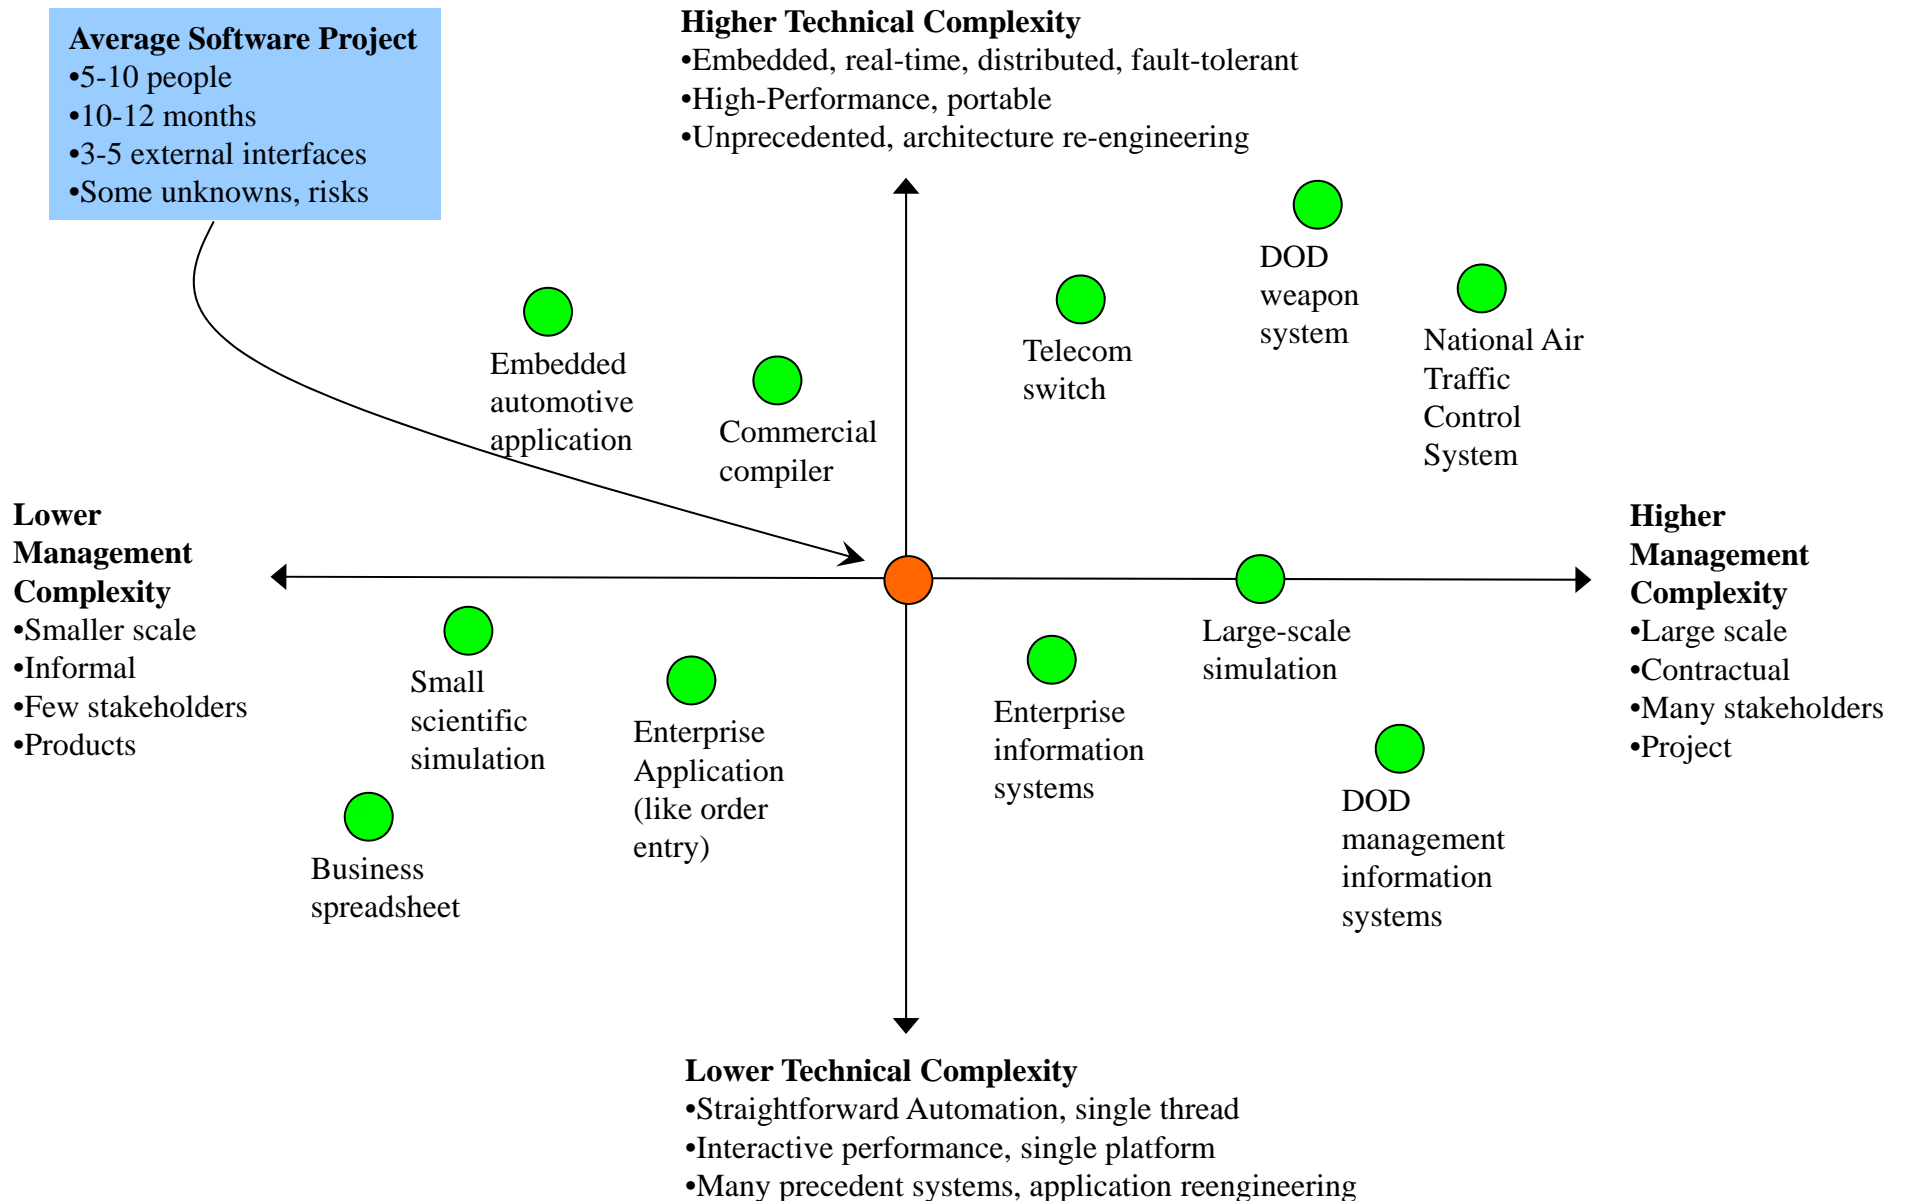 Average Software Project
•5-10 people
•10-12 months
•3-5 external interfaces
•Some unknowns, risks
Higher Technical Complexity
•Embedded, real-time, distributed, fault-tolerant
•High-Performance, portable
•Unprecedented, architecture re-engineering
Embedded
automotive
application
Commercial
compiler
Telecom
switch
DOD
weapon
system
National Air
Traffic
Control
System
Lower
Management
Complexity
•Smaller scale
•Informal
•Few stakeholders
•Products
Small
scientific
simulation
Business
spreadsheet
Enterprise
Application
(like order
entry)
Enterprise
information
systems
Large-scale
simulation
DOD
management
information
systems
Higher
Management
Complexity
•Large scale
•Contractual
•Many stakeholders
•Project
Lower Technical Complexity
•Straightforward Automation, single thread
•Interactive performance, single platform
•Many precedent systems, application reengineering